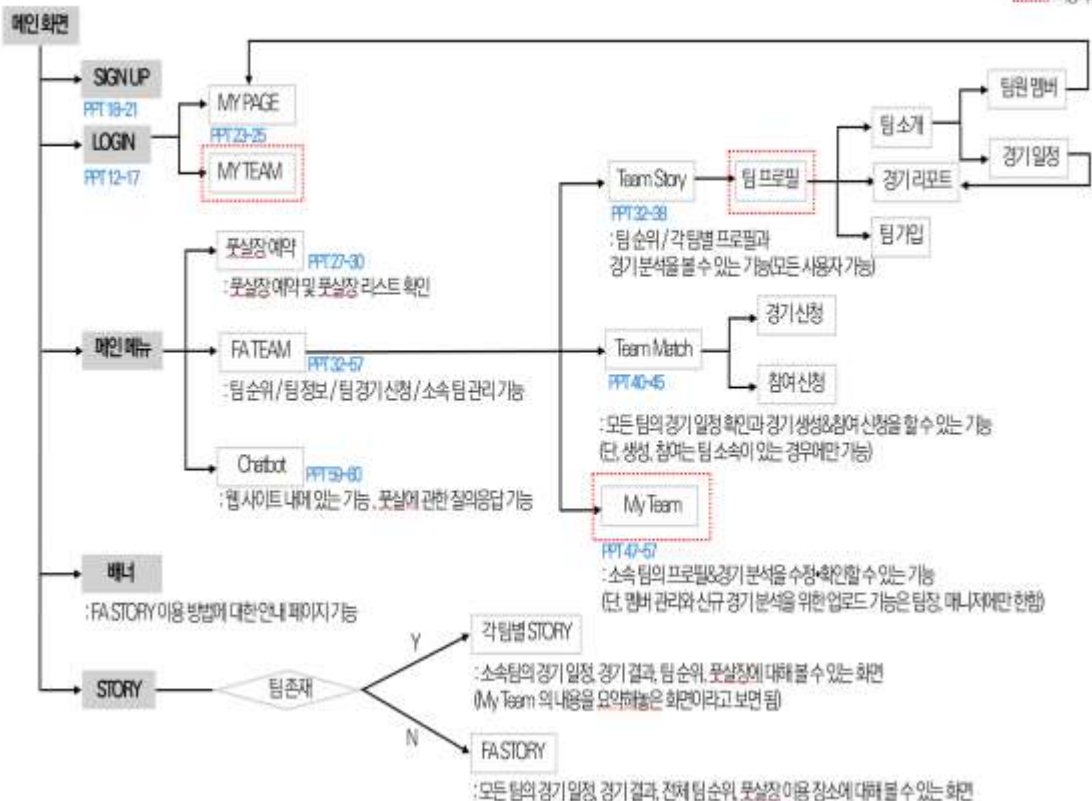 메인 화면
SIGN UP
PPT 18-21
LOGIN
PPT 12-17
MY PAGE
PPT 23-25
MY TEAM
팀원 멤버
팀 소개
경기 일정
Team Story
팀 프로필
경기 리포트
PPT 32-38
팀 가입
: 팀 순위 / 각 팀별 프로필과
경기 분석을 볼 수 있는 기능(모든 사용자 가능)
풋살장 예약
PPT 27-30
: 풋살장 예약 및 풋살장 리스트 확인
메인 메뉴
FA TEAM
PPT 32-57
: 팀 순위 / 팀 정보 / 팀 경기 신청 / 소속 팀 관리 기능
경기 신청
Team Match
PPT 40-45
참여 신청
: 모든 팀의 경기 일정 확인과 경기 생성&참여 신청을 할 수 있는 기능
(단, 생성, 참여는 팀 소속이 있는 경우에만 가능)
Chatbot
PPT 59-60
: 웹 사이트 내에 있는 기능, 풋살에 관한 질의응답 기능
My Team
PPT 47-57
: 소속 팀의 프로필&경기 분석을 수정•확인할 수 있는 기능
(단, 멤버 관리와 신규 경기 분석을 위한 업로드 기능은 팀장, 매니저에만 한함)
배너
: FA STORY 이용 방법에 대한 안내 페이지 기능
STORY
팀 존재
Y
각 팀별 STORY
: 소속팀의 경기 일정, 경기 결과, 팀 순위, 풋살장에 대해 볼 수 있는 화면
(My Team 의 내용을 요약해놓은 화면이라고 보면 됨)
N
FA STORY
: 모든 팀의 경기 일정, 경기 결과, 전체 팀 순위, 풋살장 이용 장소에 대해 볼 수 있는 화면